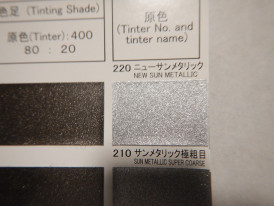 色足 (Tinting Shade)
原色(Tinter): 400
80 : 20
原色
(Tinter No. and
tinter name)
220 ニューサンメタリック
NEW SUN METALLIC
210 サンメタリック極粗目
SUN METALLIC SUPER COARSE